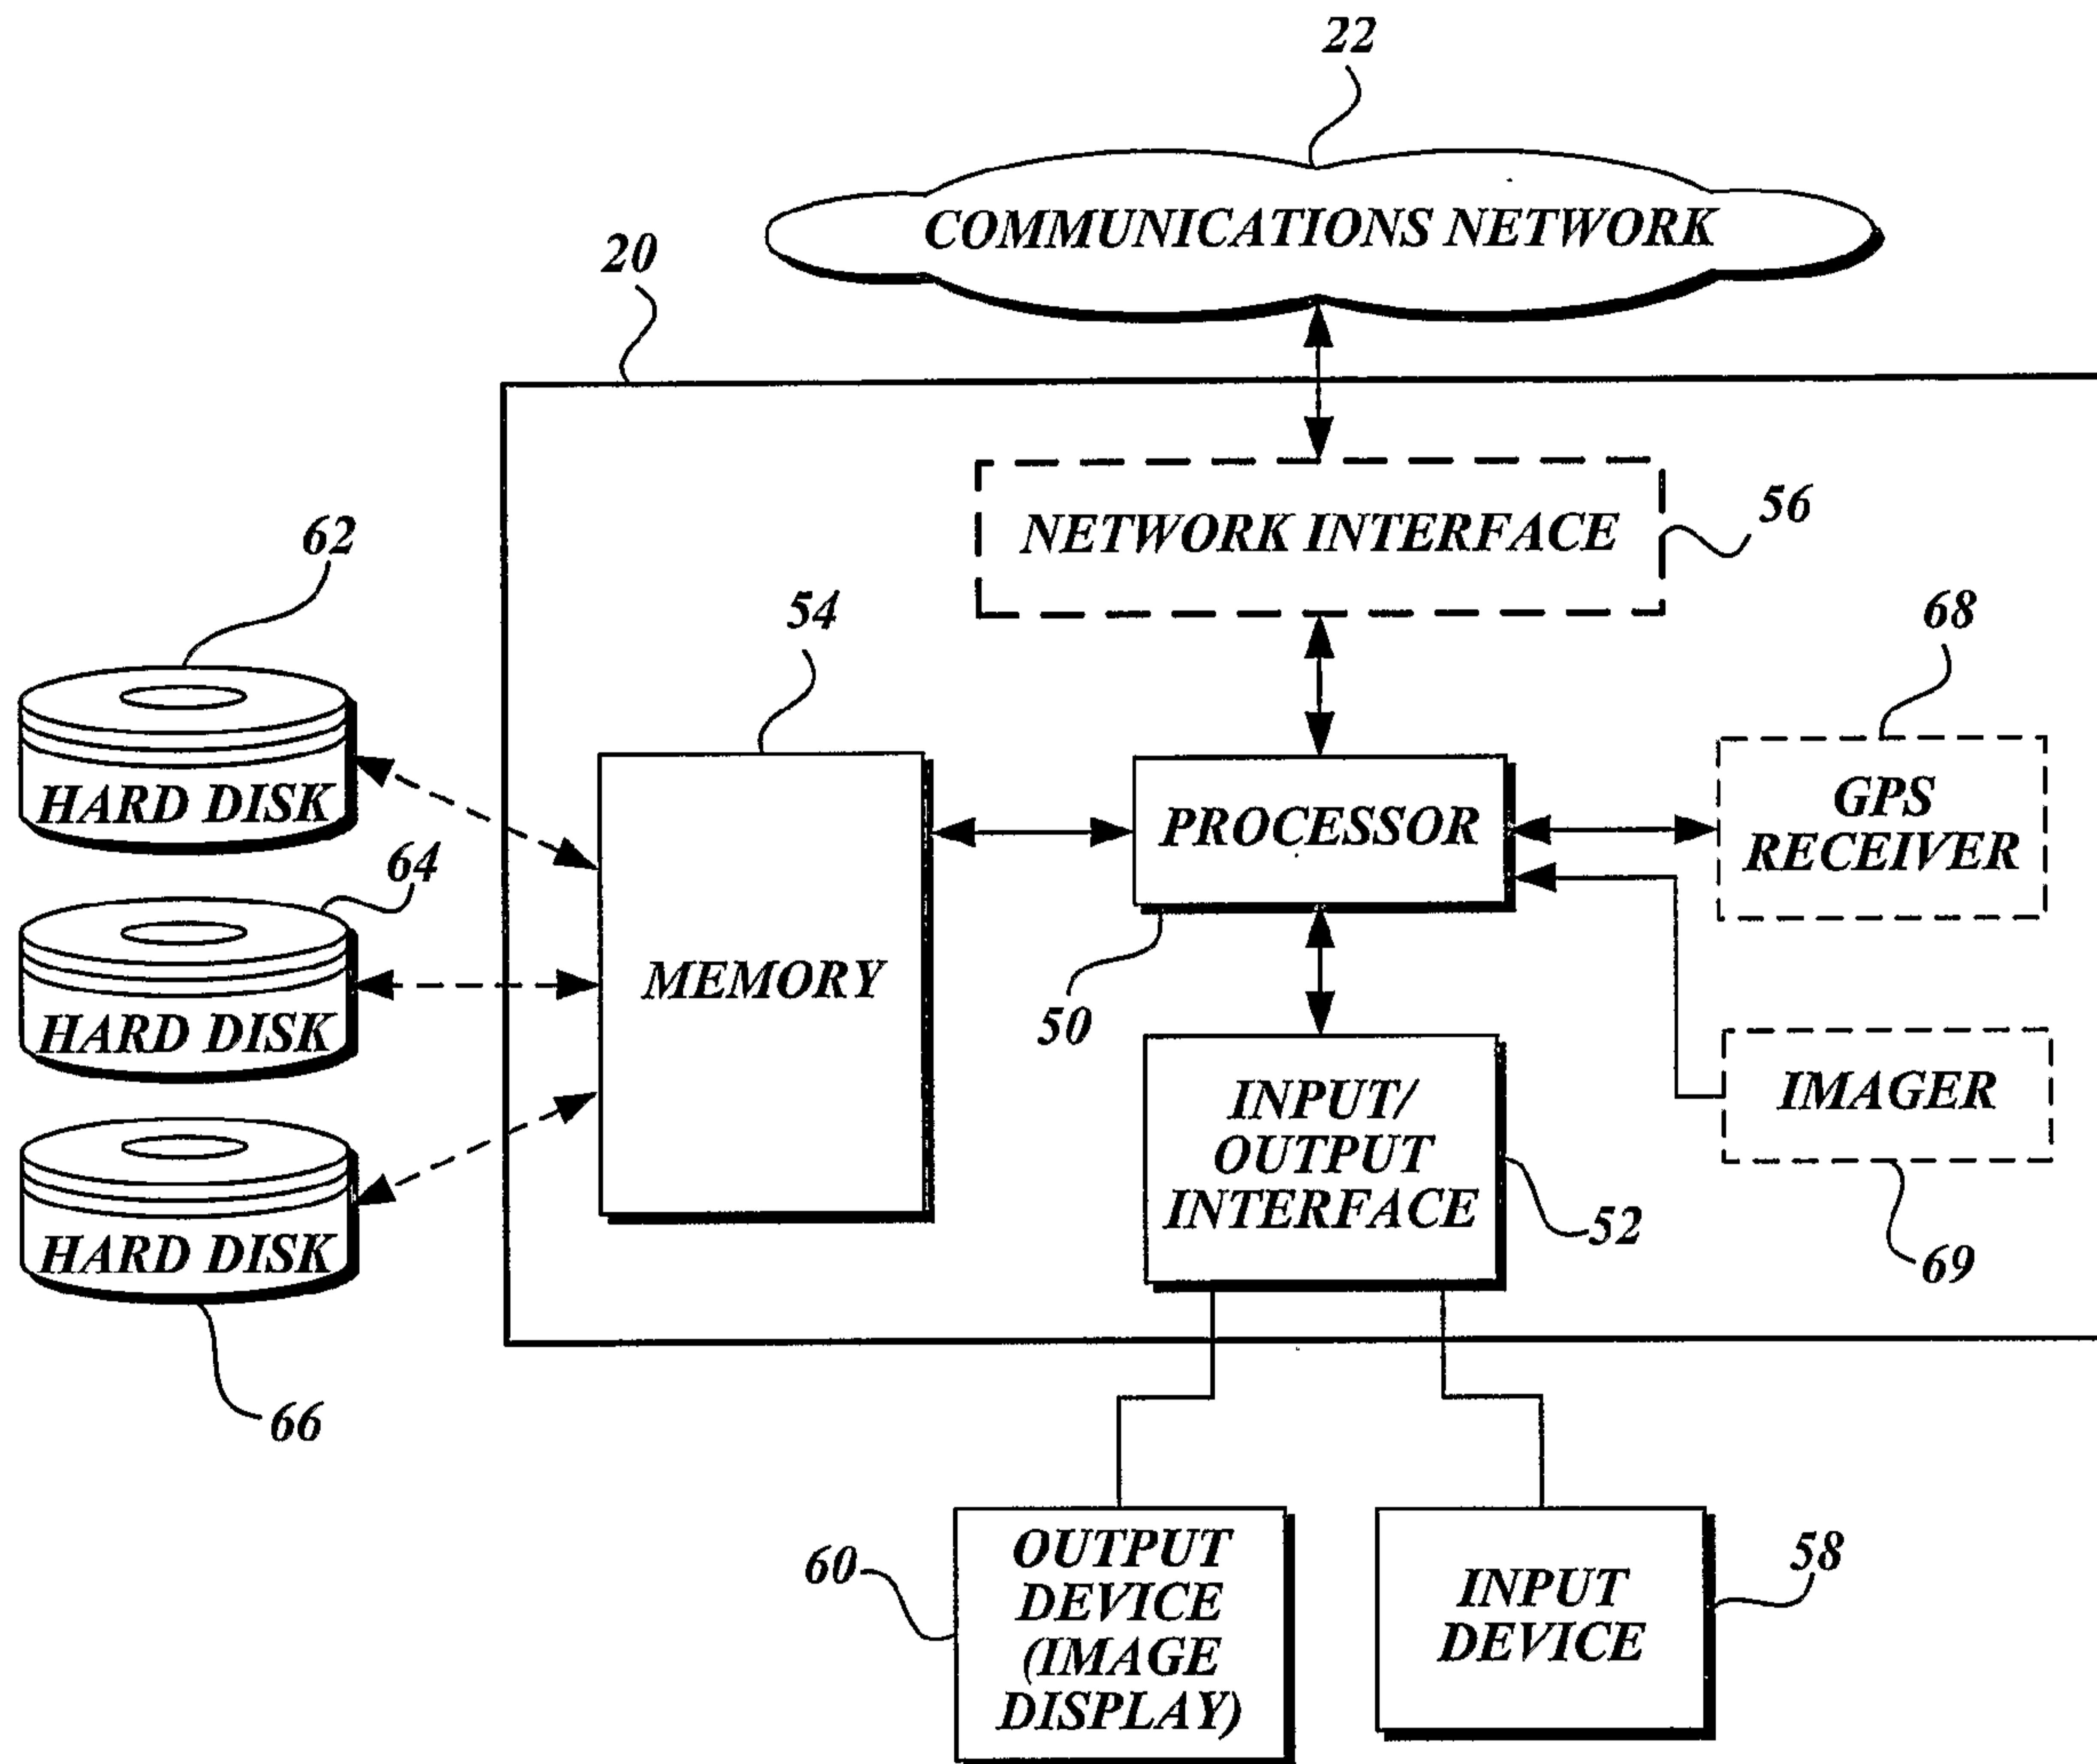 22
COMMUNICATIONS NETWORK
20
NETWORK INTERFACE
56
62
54
68
HARD DISK
PROCESSOR
GPS
RECEIVER
64
MEMORY
50
HARD DISK
INPUT/
OUTPUT
INTERFACE
IMAGER
52
69
HARD DISK
66
60
OUTPUT
DEVICE
(IMAGE
DISPLAY)
INPUT
DEVICE
58